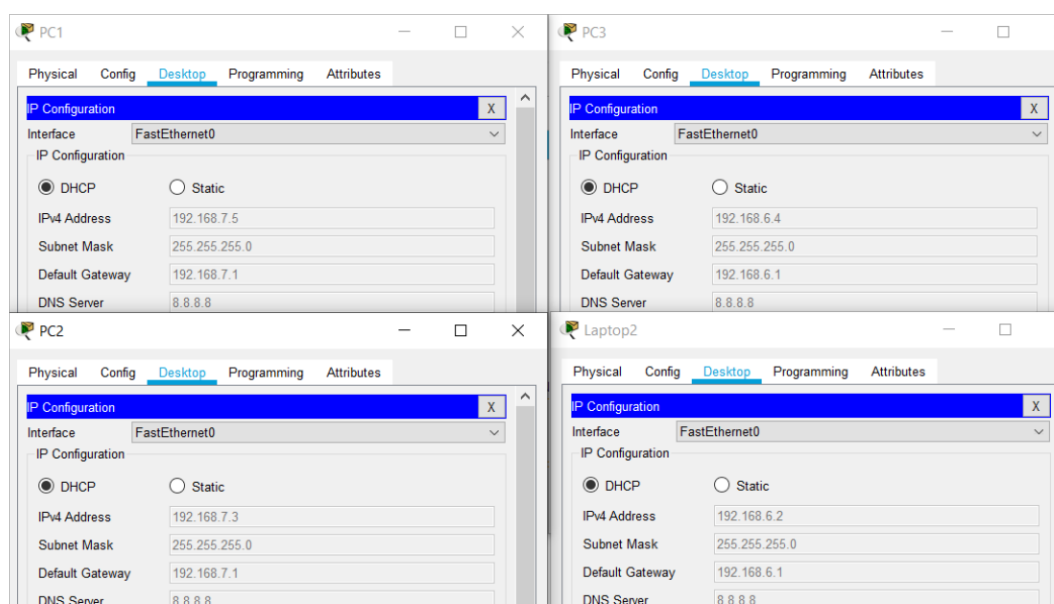 PC1
Physical Config Desktop Programming Attributes
IP Configuration X
Interface FastEthernet0
IP Configuration
DHCP Static
IPv4 Address 192.168.7.5
Subnet Mask 255.255.255.0
Default Gateway 192.168.7.1
DNS Server 8.8.8.8
PC3
Physical Config Desktop Programming Attributes
IP Configuration X
Interface FastEthernet0
IP Configuration
DHCP Static
IPv4 Address 192.168.6.4
Subnet Mask 255.255.255.0
Default Gateway 192.168.6.1
DNS Server 8.8.8.8
PC2
Physical Config Desktop Programming Attributes
IP Configuration X
Interface FastEthernet0
IP Configuration
DHCP Static
IPv4 Address 192.168.7.3
Subnet Mask 255.255.255.0
Default Gateway 192.168.7.1
DNS Server 8.8.8.8
Laptop2
Physical Config Desktop Programming Attributes
IP Configuration X
Interface FastEthernet0
IP Configuration
DHCP Static
IPv4 Address 192.168.6.2
Subnet Mask 255.255.255.0
Default Gateway 192.168.6.1
DNS Server 8.8.8.8